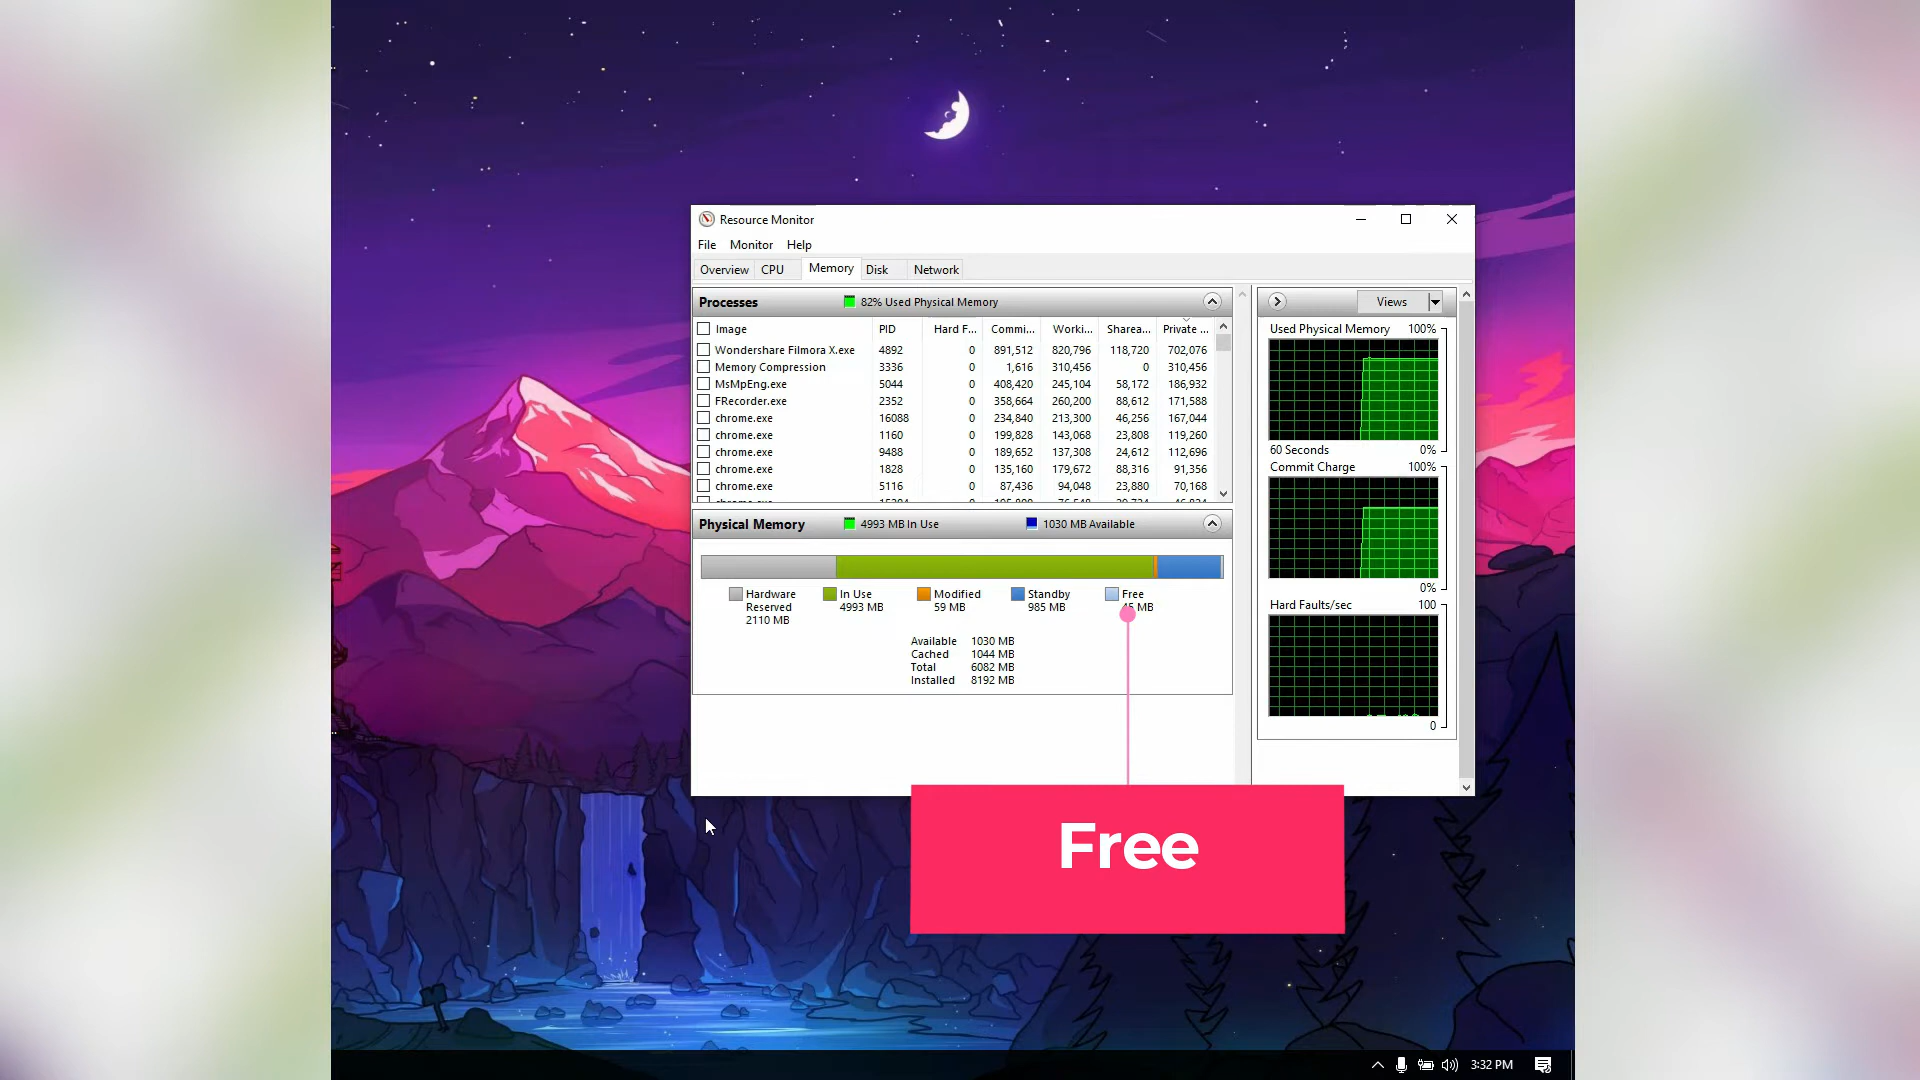 Resource Monitor
File Monitor Help
Overview CPU Memory Disk Network
Processes 82% Used Physical Memory
Image PID Hard F... Commi... Worki... Sharea... Private ...
Wondershare Filmora X.exe 4892 0 891,512 820,796 118,720 702,076
Memory Compression 3336 0 1,616 310,456 0 310,456
MsMpEng.exe 5044 0 408,420 245,104 58,172 186,932
FRecorder.exe 2352 0 358,664 260,200 88,612 171,588
chrome.exe 16088 0 234,840 213,300 46,256 167,044
chrome.exe 1160 0 199,828 143,068 23,808 119,260
chrome.exe 9488 0 189,652 137,308 24,612 112,696
chrome.exe 1828 0 135,160 179,672 88,316 91,356
chrome.exe 5116 0 87,436 94,048 23,880 70,168
Physical Memory 4993 MB In Use 1030 MB Available
Hardware Reserved 2110 MB
In Use 4993 MB
Modified 59 MB
Standby 985 MB
Free 45 MB
Available 1030 MB
Cached 1044 MB
Total 6082 MB
Installed 8192 MB
Views
Used Physical Memory 100%
60 Seconds 0%
Commit Charge 100%
0%
Hard Faults/sec 100
0
Free
3:32 PM